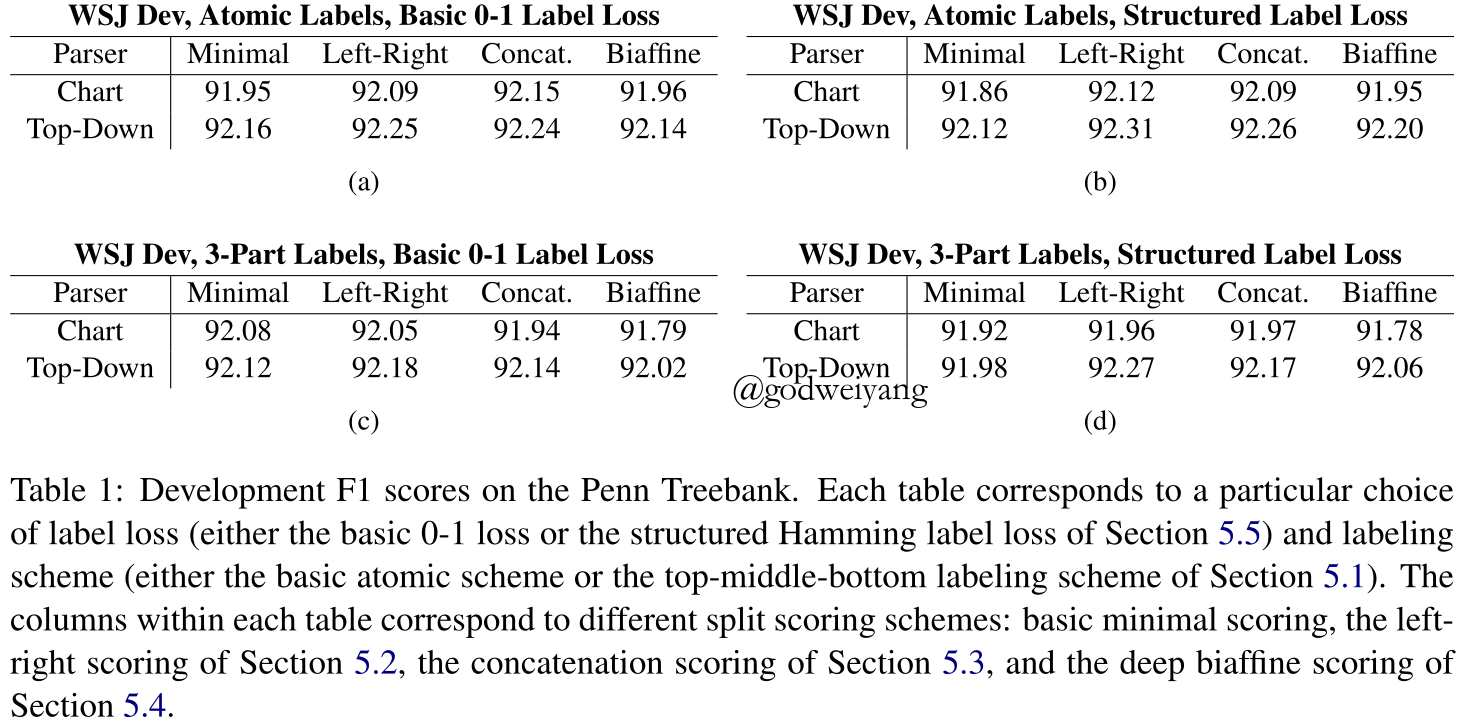 WSJ Dev, Atomic Labels, Basic 0-1 Label Loss
Parser Minimal Left-Right Concat. Biaffine
Chart 91.95 92.09 92.15 91.96
Top-Down 92.16 92.25 92.24 92.14
(a)
WSJ Dev, Atomic Labels, Structured Label Loss
Parser Minimal Left-Right Concat. Biaffine
Chart 91.86 92.12 92.09 91.95
Top-Down 92.12 92.31 92.26 92.20
(b)
WSJ Dev, 3-Part Labels, Basic 0-1 Label Loss
Parser Minimal Left-Right Concat. Biaffine
Chart 92.08 92.05 91.94 91.79
Top-Down 92.12 92.18 92.14 92.02
(c)
WSJ Dev, 3-Part Labels, Structured Label Loss
Parser Minimal Left-Right Concat. Biaffine
Chart 91.92 91.96 91.97 91.78
Top-Down 91.98 92.27 92.17 92.06
@godweiyang
(d)
Table 1: Development F1 scores on the Penn Treebank. Each table corresponds to a particular choice
of label loss (either the basic 0-1 loss or the structured Hamming label loss of Section 5.5) and labeling
scheme (either the basic atomic scheme or the top-middle-bottom labeling scheme of Section 5.1). The
columns within each table correspond to different split scoring schemes: basic minimal scoring, the left-
right scoring of Section 5.2, the concatenation scoring of Section 5.3, and the deep biaffine scoring of
Section 5.4.